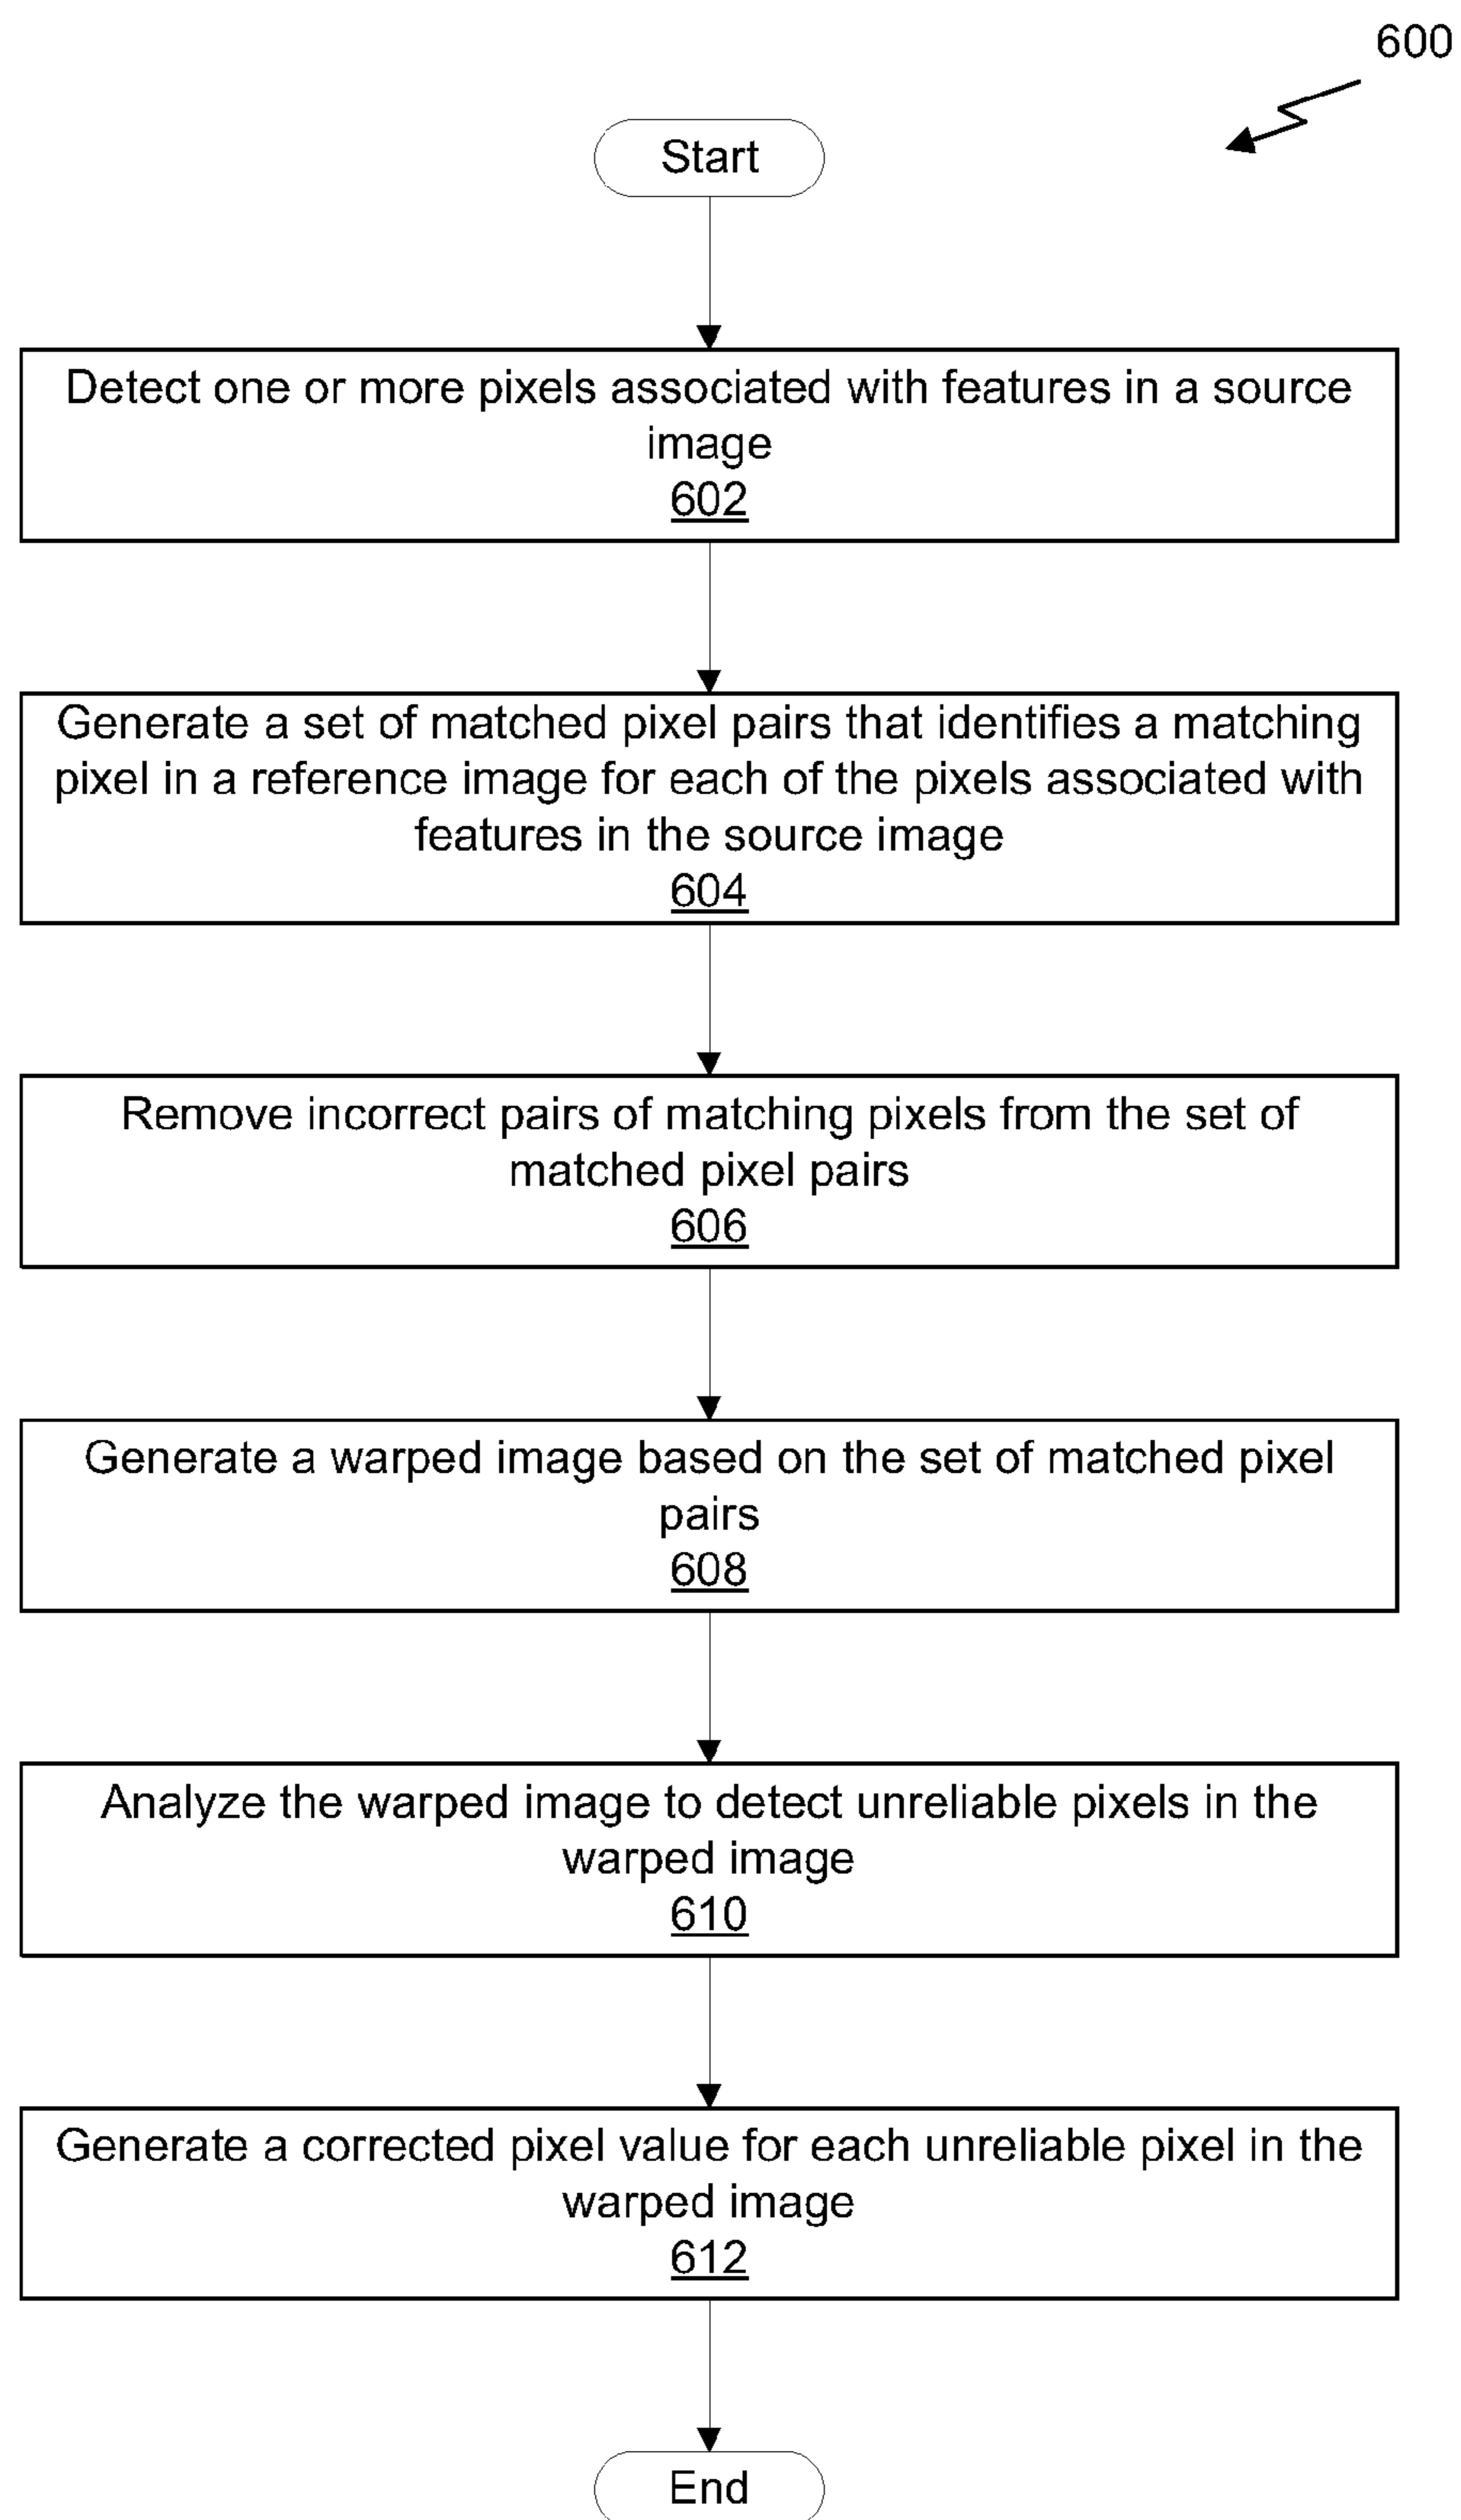 600
Start
Detect one or more pixels associated with features in a source
image
602
Generate a set of matched pixel pairs that identifies a matching
pixel in a reference image for each of the pixels associated with
features in the source image
604
Remove incorrect pairs of matching pixels from the set of
matched pixel pairs
606
Generate a warped image based on the set of matched pixel
pairs
608
Analyze the warped image to detect unreliable pixels in the
warped image
610
Generate a corrected pixel value for each unreliable pixel in the
warped image
612
End